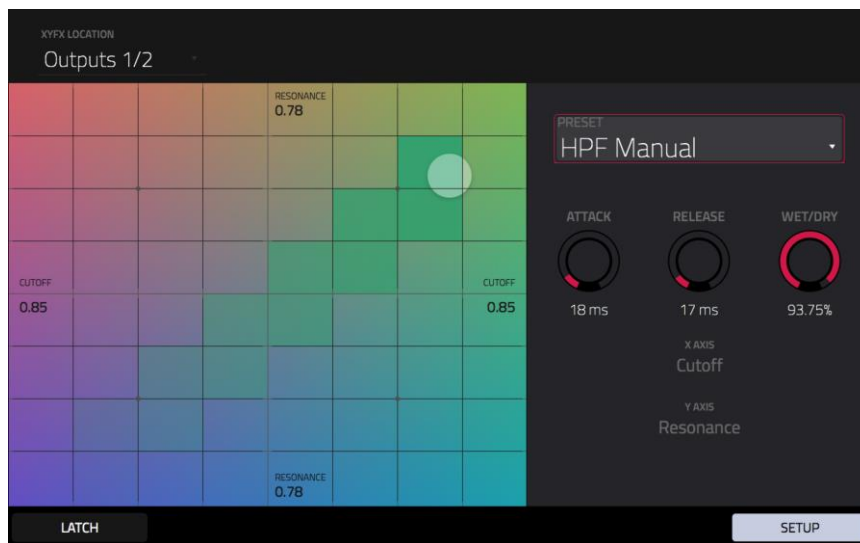 XYFX LOCATION
Outputs 1/2
RESONANCE
0.78
CUTOFF
0.85
CUTOFF
0.85
RESONANCE
0.78
PRESET
HPF Manual
ATTACK
RELEASE
WET/DRY
18 ms
17 ms
93.75%
X AXIS
Cutoff
Y AXIS
Resonance
LATCH
SETUP